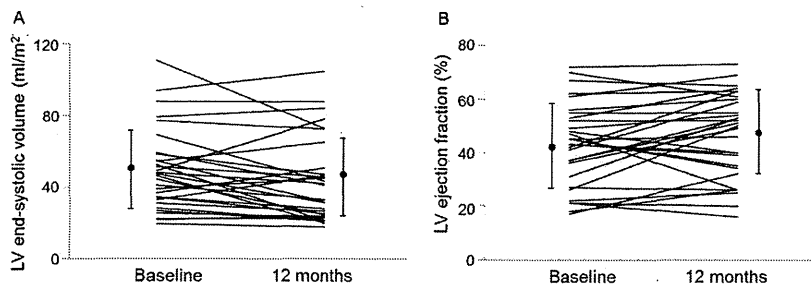 A
LV end-systolic volume (ml/m²)
120
80
40
0
Baseline 12 months
B
LV ejection fraction (%)
80
60
40
20
0
Baseline 12 months